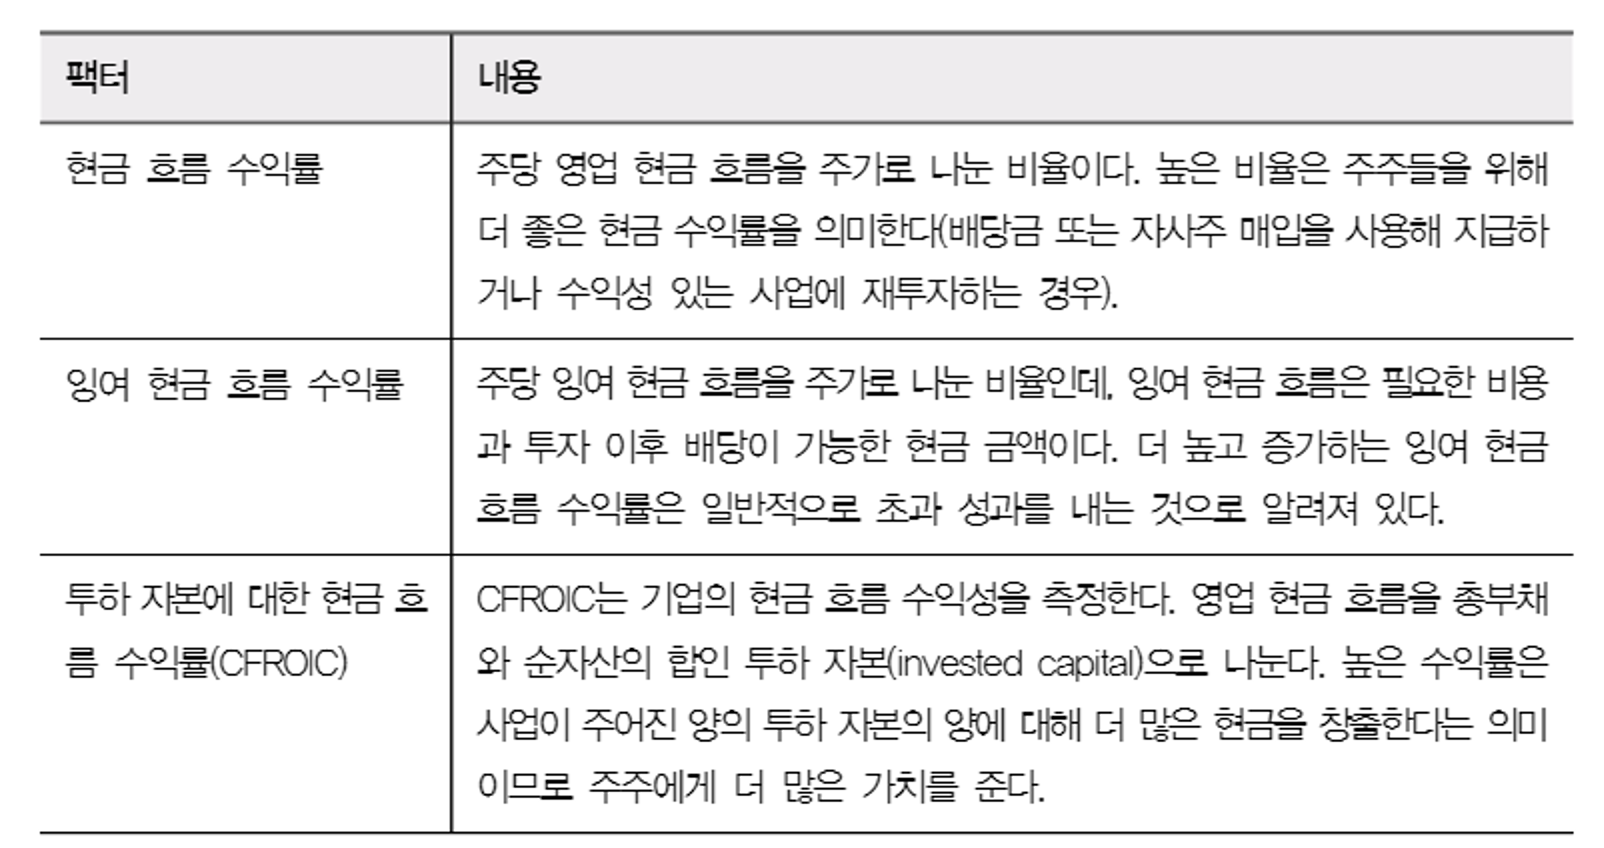 팩터
내용
현금 흐름 수익률
주당 영업 현금 흐름을 주가로 나눈 비율이다. 높은 비율은 주주들을 위해
더 좋은 현금 수익률을 의미한다(배당금 또는 자사주 매입을 사용해 지급하
거나 수익성 있는 사업에 재투자하는 경우).
잉여 현금 흐름 수익률
주당 잉여 현금 흐름을 주가로 나눈 비율인데, 잉여 현금 흐름은 필요한 비용
과 투자 이후 배당이 가능한 현금 금액이다. 더 높고 증가하는 잉여 현금
흐름 수익률은 일반적으로 초과 성과를 내는 것으로 알려져 있다.
투하 자본에 대한 현금 흐
름 수익률(CFROIC)
CFROIC는 기업의 현금 흐름 수익성을 측정한다. 영업 현금 흐름을 총부채
와 순자산의 합인 투하 자본(invested capital)으로 나눈다. 높은 수익률은
사업이 주어진 양의 투하 자본의 양에 대해 더 많은 현금을 창출한다는 의미
이므로 주주에게 더 많은 가치를 준다.